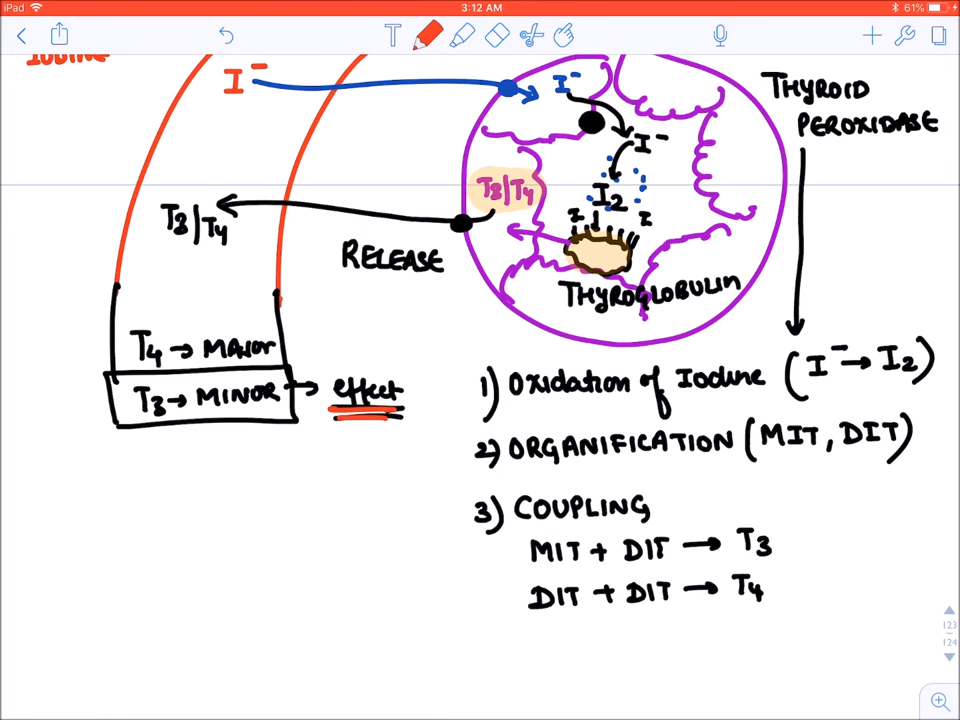 iPad
3:12 AM
61%
T
IODINE
I⁻
I⁻
I⁻
I₂
I
I
THYROID
PEROXIDASE
T3/T4
T3/T4
RELEASE
THYROGLOBULIN
T4 → MAJOR
T3 → MINOR → effect
1) Oxidation of Iodine (I⁻ → I₂)
2) ORGANIFICATION (MIT, DIT)
3) COUPLING
MIT + DIT → T3
DIT + DIT → T4
123
124